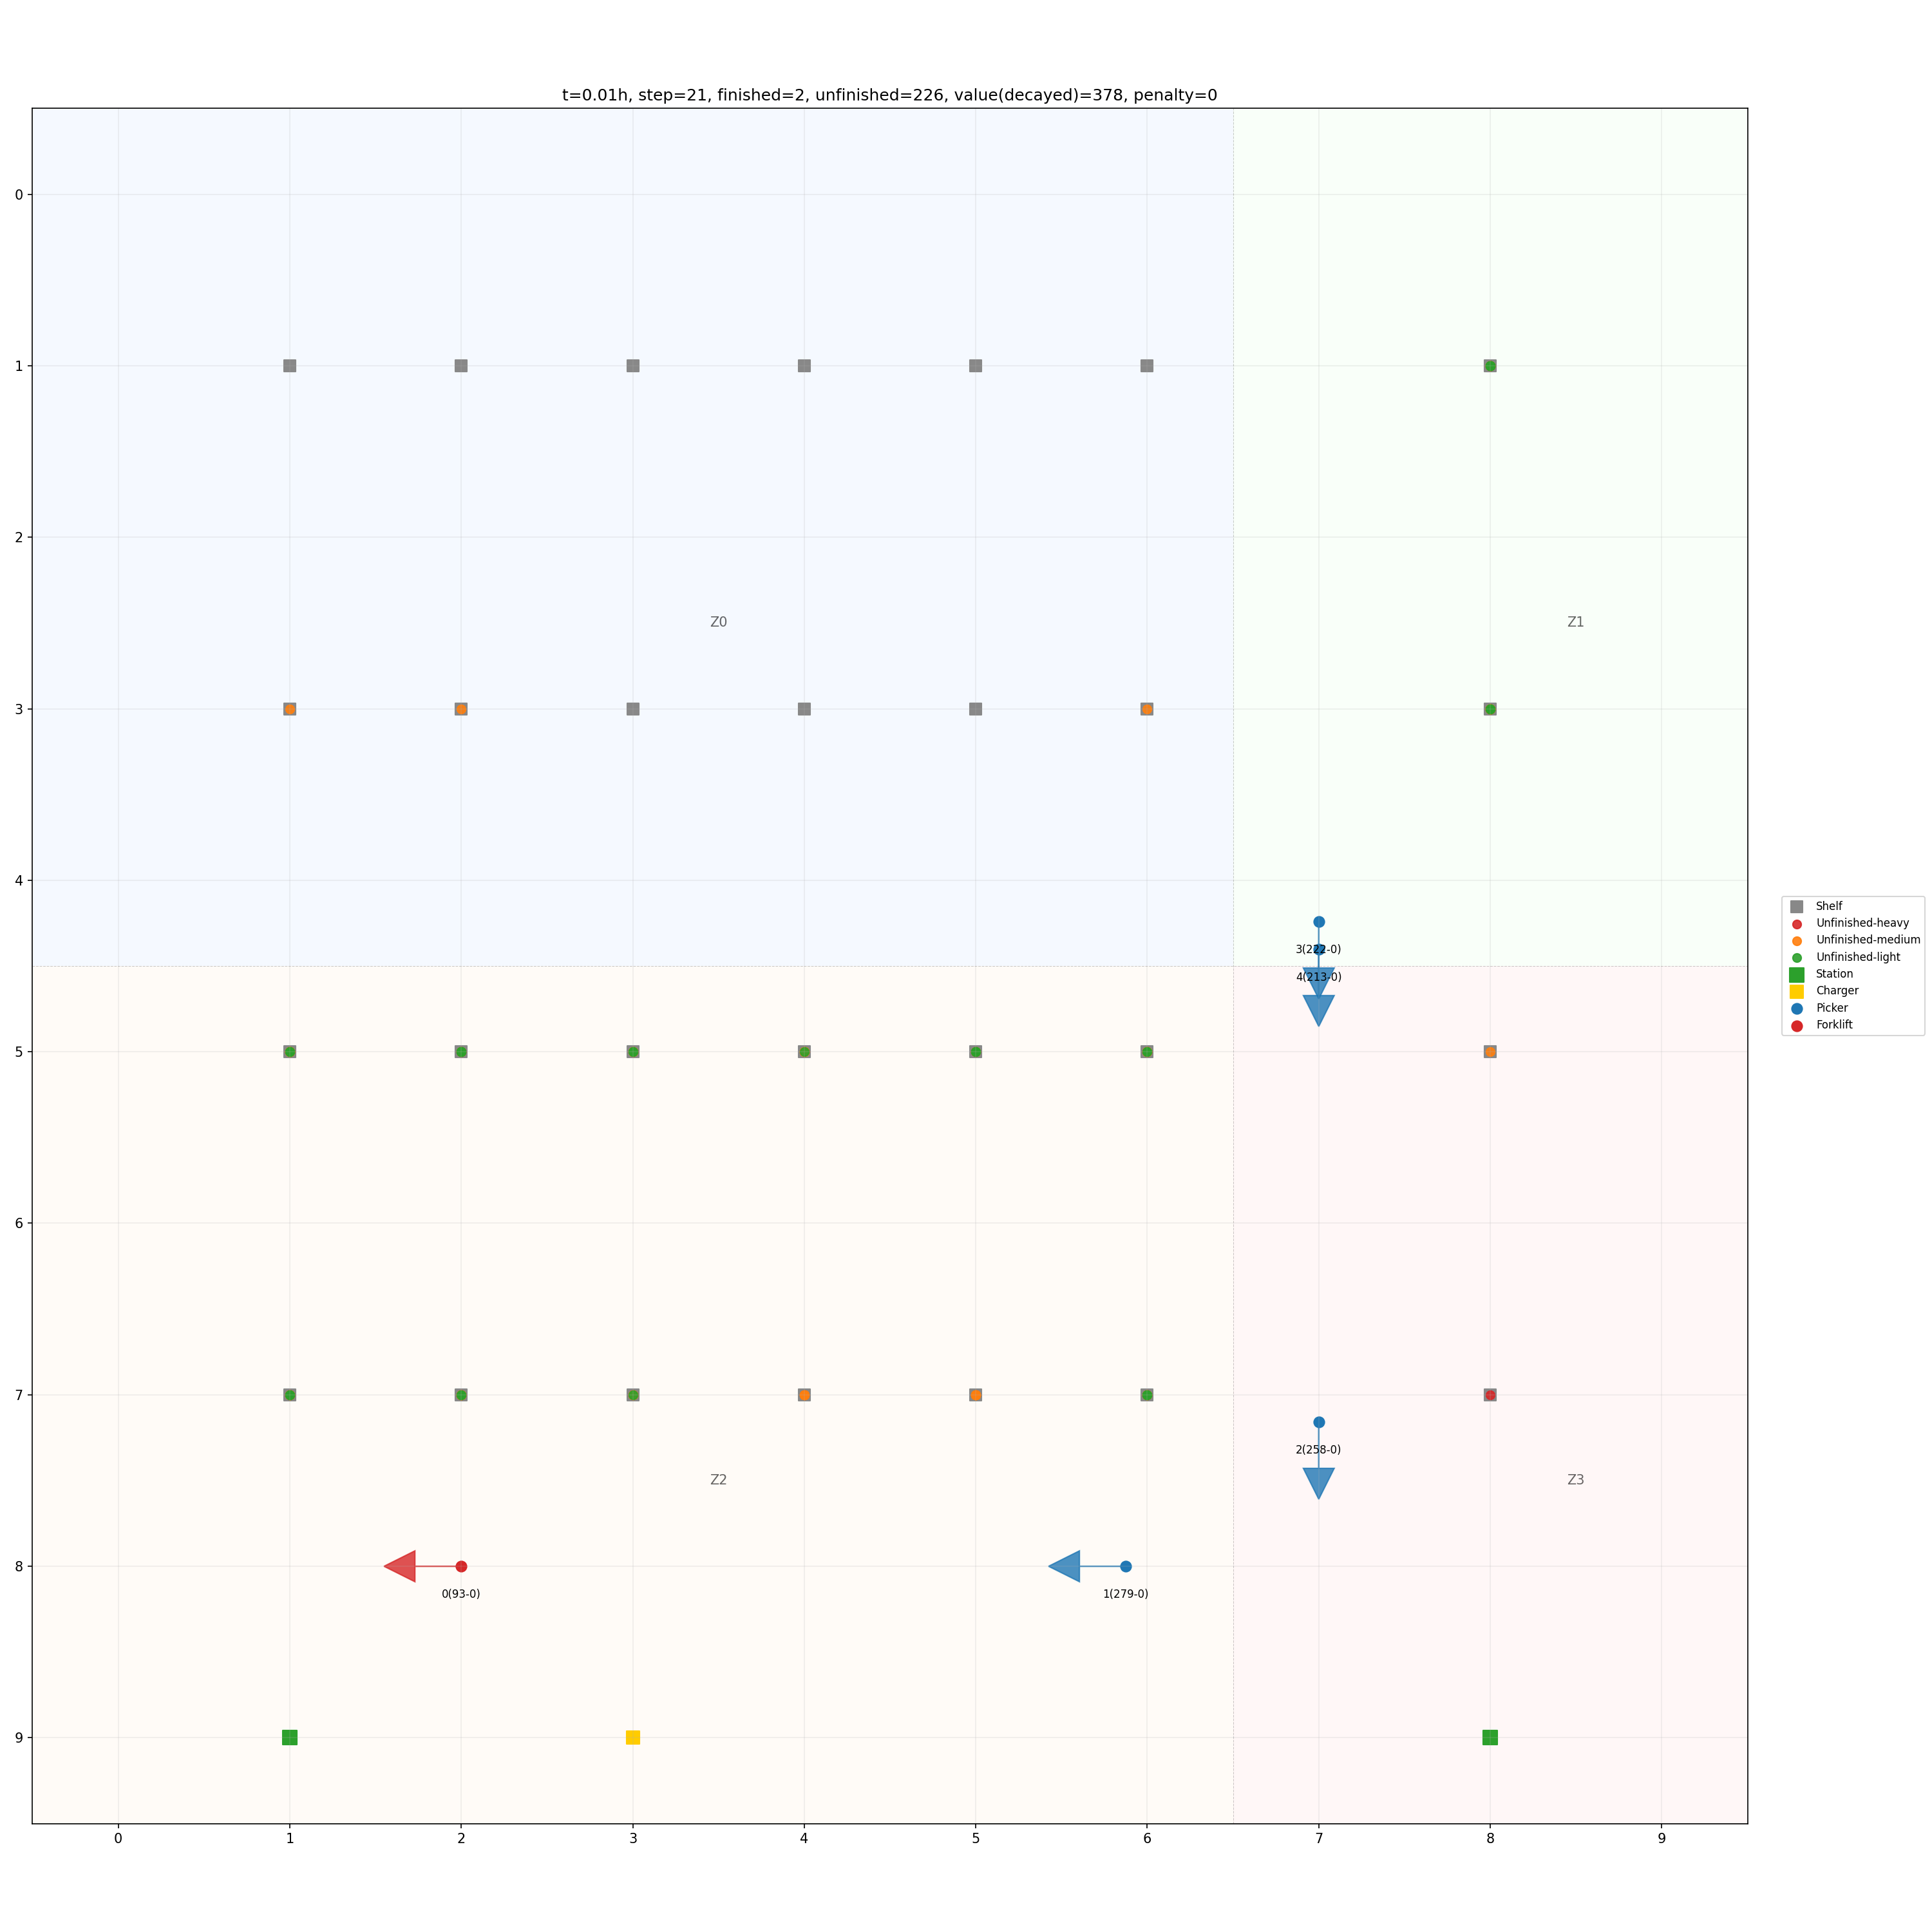 t=0.01h, step=21, finished=2, unfinished=226, value(decayed)=378, penalty=0
0
1
2
Z0
Z1
3
4
3(222-0)
4(213-0)
Shelf
Unfinished-heavy
Unfinished-medium
Unfinished-light
Station
Charger
Picker
Forklift
5
6
7
2(258-0)
Z2
Z3
8
0(93-0)
1(279-0)
9
0 1 2 3 4 5 6 7 8 9